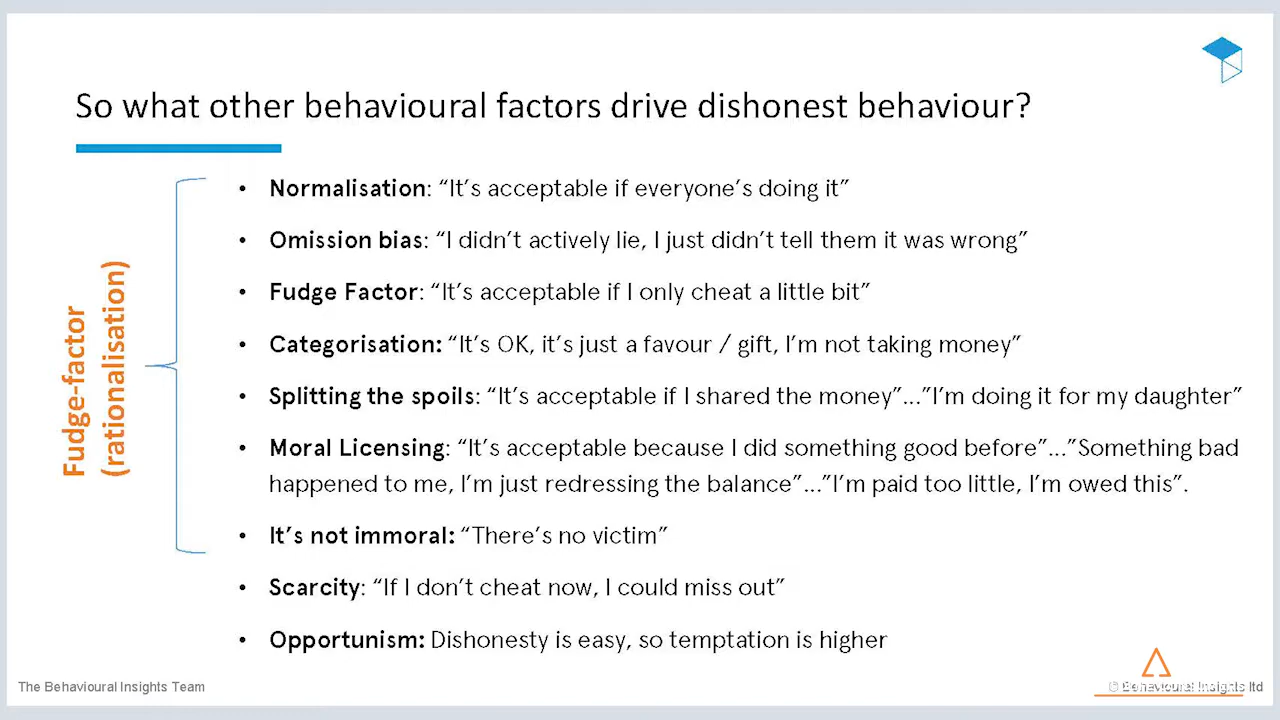 So what other behavioural factors drive dishonest behaviour?
Fudge-factor
(rationalisation)
• Normalisation: “It’s acceptable if everyone’s doing it”
• Omission bias: “I didn’t actively lie, I just didn’t tell them it was wrong”
• Fudge Factor: “It’s acceptable if I only cheat a little bit”
• Categorisation: “It’s OK, it’s just a favour / gift, I’m not taking money”
• Splitting the spoils: “It’s acceptable if I shared the money”...”I’m doing it for my daughter”
• Moral Licensing: “It’s acceptable because I did something good before”...”Something bad
happened to me, I’m just redressing the balance”...”I’m paid too little, I’m owed this”.
• It’s not immoral: “There’s no victim”
• Scarcity: “If I don’t cheat now, I could miss out”
• Opportunism: Dishonesty is easy, so temptation is higher
The Behavioural Insights Team
© Behavioural Insights ltd